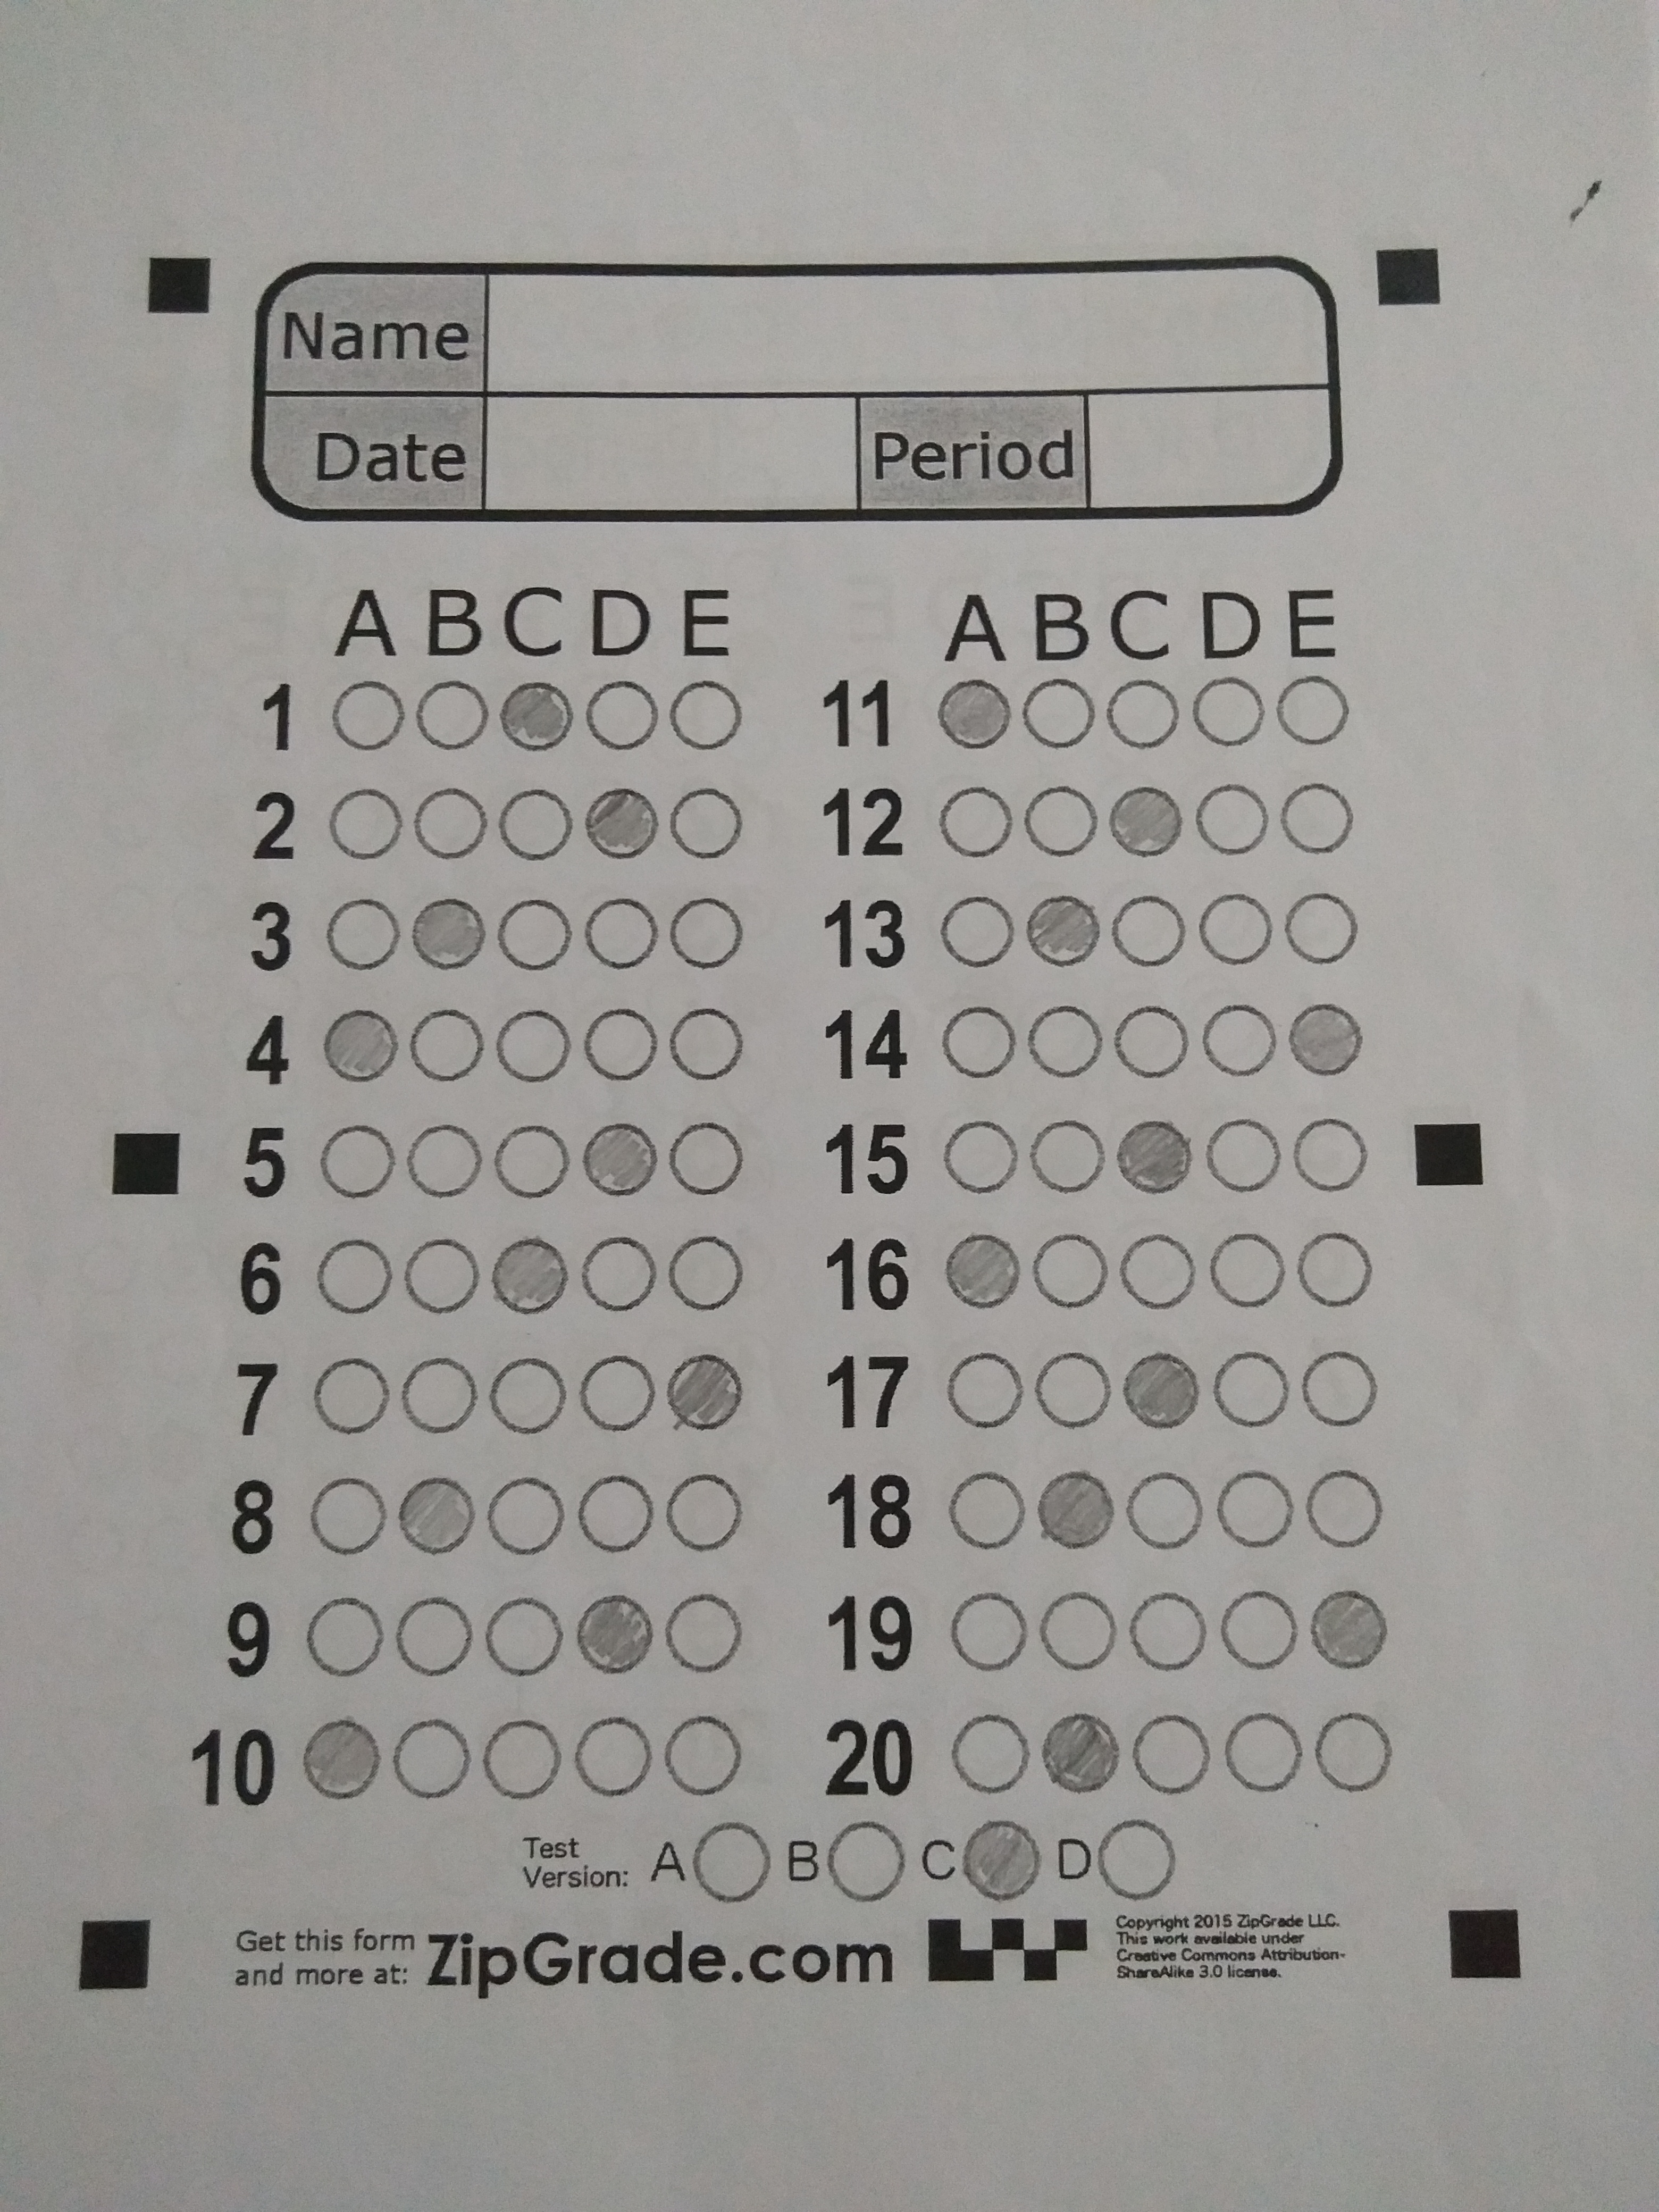 Name
Date Period
A B C D E A B C D E
1 11
2 12
3 13
4 14
5 15
6 16
7 17
8 18
9 19
10 20
Test
Version: A B C D
Get this form
and more at: ZipGrade.com
Copyright 2015 ZipGrade LLC.
This work available under
Creative Commons Attribution-
ShareAlike 3.0 license.